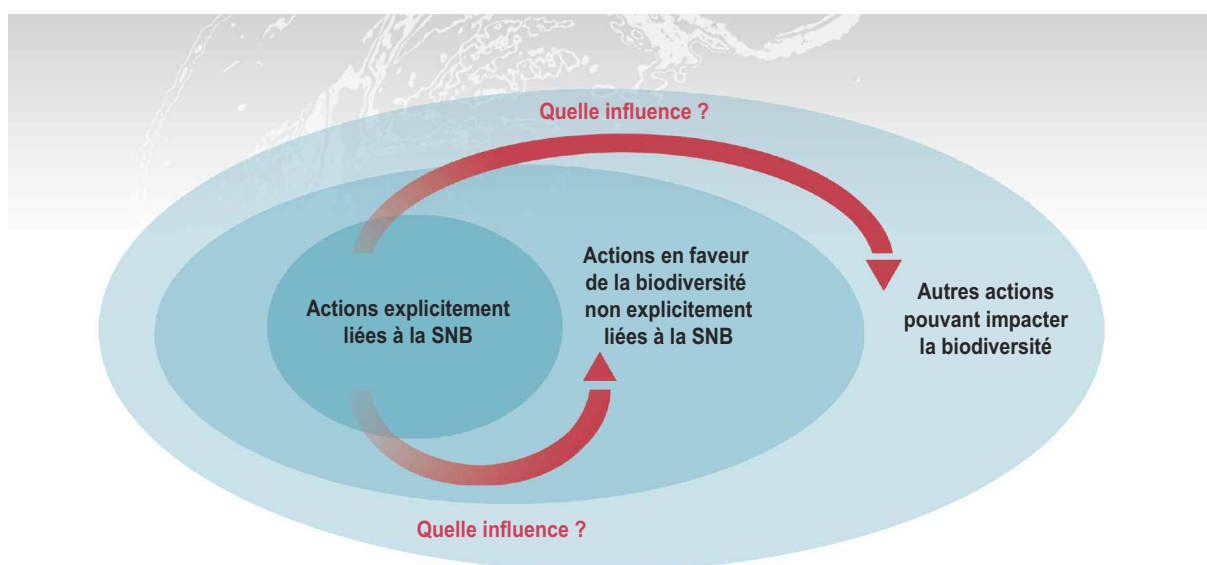 Quelle influence ?
Actions explicitement
liées à la SNB
Actions en faveur
de la biodiversité
non explicitement
liées à la SNB
Autres actions
pouvant impacter
la biodiversité
Quelle influence ?